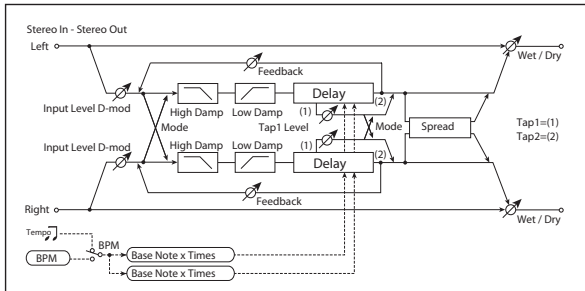 Stereo In - Stereo Out
Left
Wet / Dry
Feedback
Input Level D-mod
High Damp
Low Damp
Delay
(1)
(2)
Mode
Tap1 Level
Mode
Spread
Tap1=(1)
Tap2=(2)
Input Level D-mod
High Damp
Low Damp
(1)
Delay
(2)
Feedback
Right
Wet / Dry
Tempo
BPM
BPM
Base Note x Times
Base Note x Times